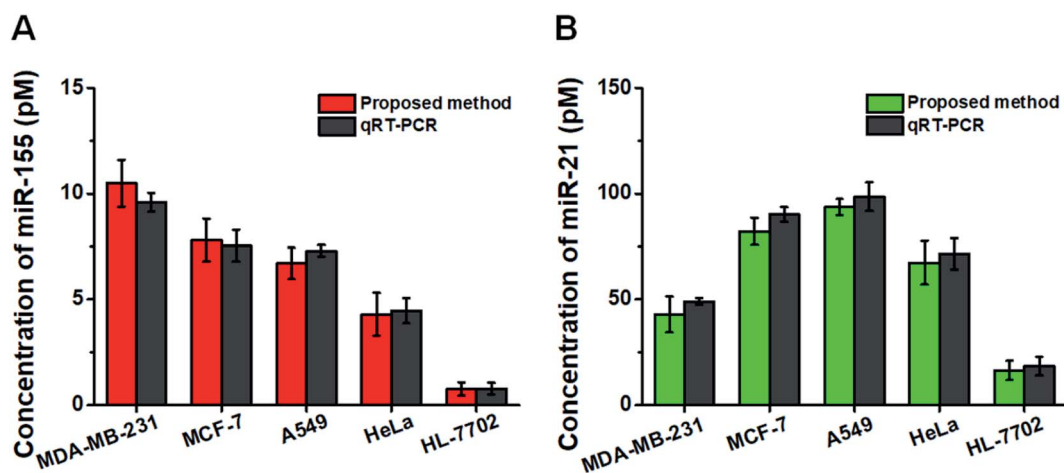 A
Concentration of miR-155 (pM)
15
10
5
0
Proposed method
qRT-PCR
MDA-MB-231
MCF-7
A549
HeLa
HL-7702
B
Concentration of miR-21 (pM)
150
100
50
0
Proposed method
qRT-PCR
MDA-MB-231
MCF-7
A549
HeLa
HL-7702